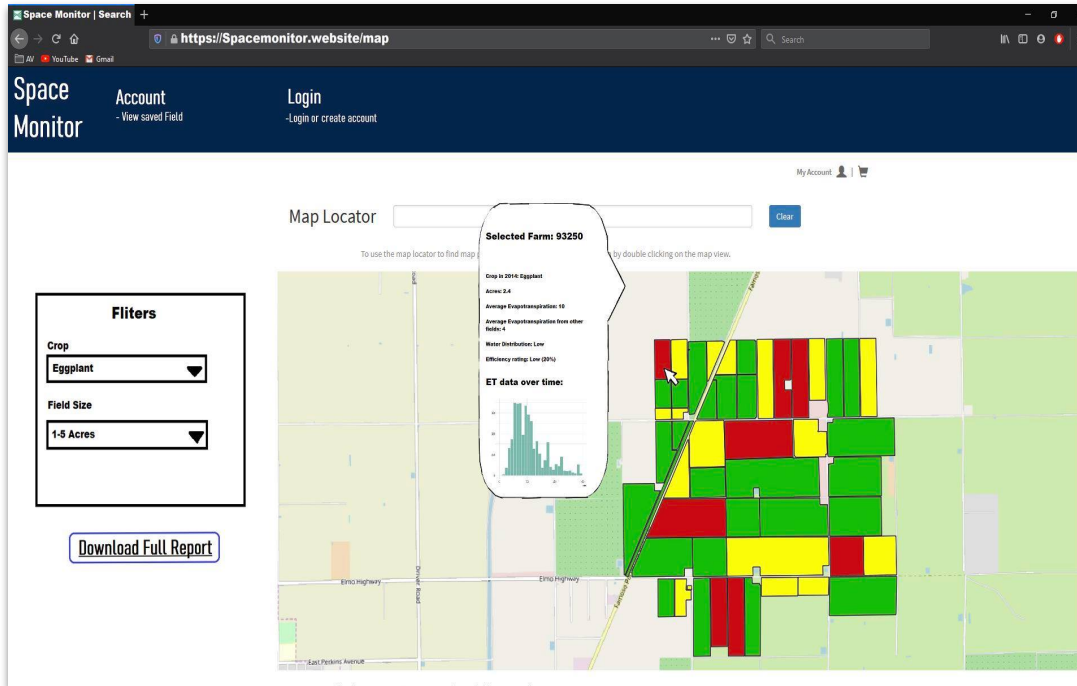 Space Monitor | Search +
https://Spacemonitor.website/map
Search
AV YouTube Gmail
Space
Monitor
Account
- View saved Field
Login
-Login or create account
My Account |
Map Locator
Clear
To use the map locator to find map p
by double clicking on the map view.
Selected Farm: 93250
Crop in 2014: Eggplant
Acres: 2.4
Average Evapotranspiration: 10
Average Evapotranspiration from other
fields: 4
Water Distribution: Low
Efficiency rating: Low (20%)
ET data over time:
Fliters
Crop
Eggplant
Field Size
1-5 Acres
Download Full Report
Road
Elmo Highway
Elmo Highway
Denver Road
East Perkins Avenue